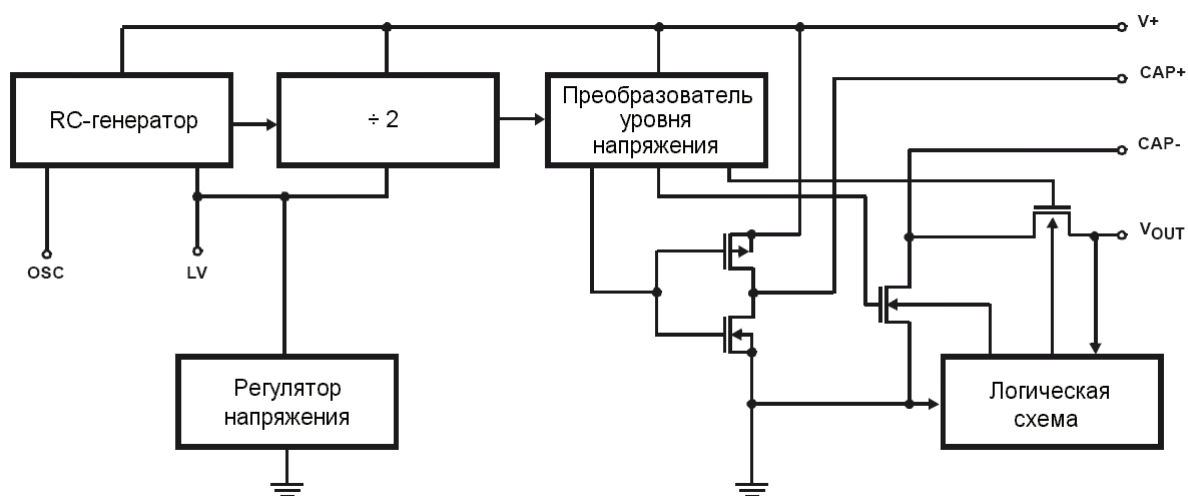 V+
CAP+
RC-генератор
÷ 2
Преобразователь
уровня
напряжения
CAP-
VOUT
OSC
LV
Регулятор
напряжения
Логическая
схема